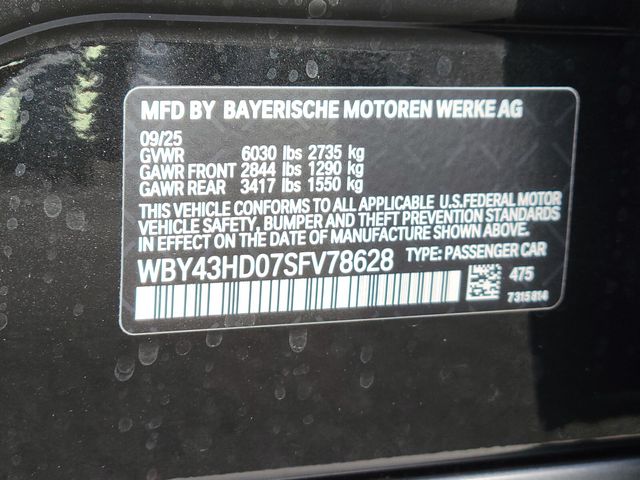 MFD BY BAYERISCHE MOTOREN WERKE AG
09/25
GVWR 6030 lbs 2735 kg
GAWR FRONT 2844 lbs 1290 kg
GAWR REAR 3417 lbs 1550 kg
THIS VEHICLE CONFORMS TO ALL APPLICABLE U.S.FEDERAL MOTOR
VEHICLE SAFETY, BUMPER AND THEFT PREVENTION STANDARDS
IN EFFECT ON THE DATE OF MANUFACTURE SHOWN ABOVE.
WBY43HD07SFV78628 TYPE: PASSENGER CAR
475
7315814